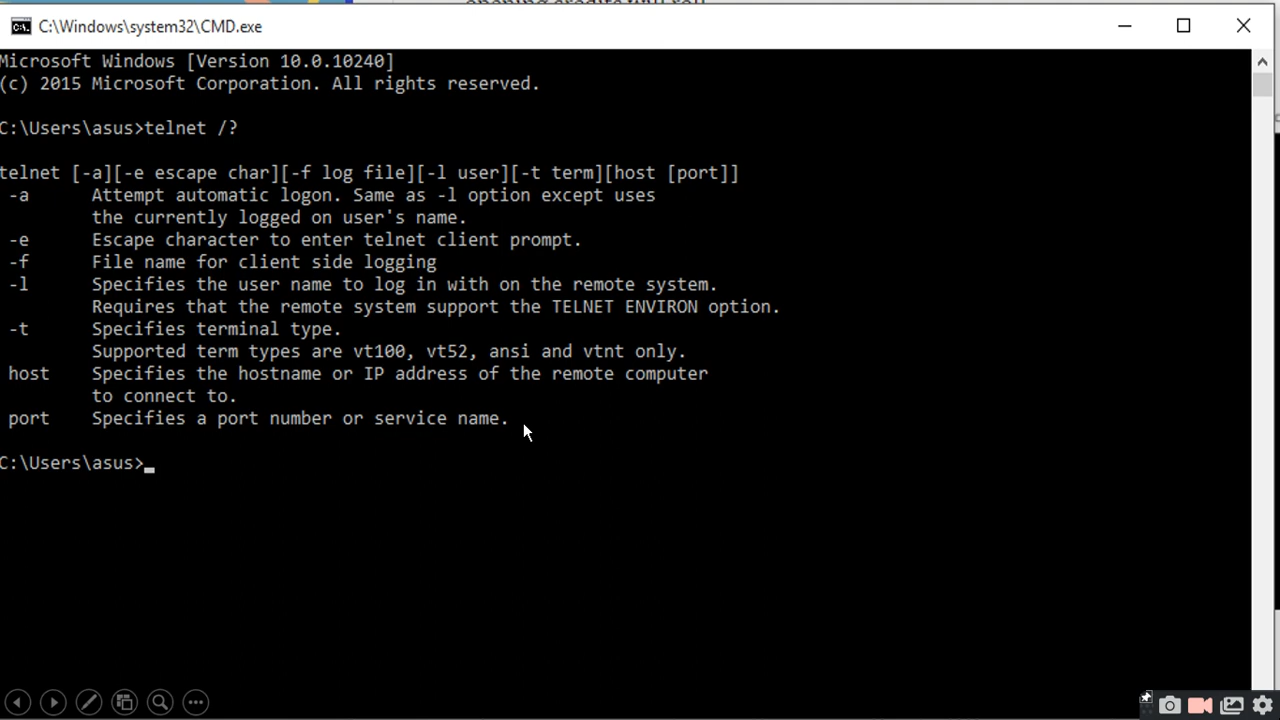 C:\Windows\system32\CMD.exe
Microsoft Windows [Version 10.0.10240]
(c) 2015 Microsoft Corporation. All rights reserved.
C:\Users\asus>telnet /?
telnet [-a][-e escape char][-f log file][-l user][-t term][host [port]]
-a Attempt automatic logon. Same as -l option except uses
the currently logged on user's name.
-e Escape character to enter telnet client prompt.
-f File name for client side logging
-l Specifies the user name to log in with on the remote system.
Requires that the remote system support the TELNET ENVIRON option.
-t Specifies terminal type.
Supported term types are vt100, vt52, ansi and vtnt only.
host Specifies the hostname or IP address of the remote computer
to connect to.
port Specifies a port number or service name.
C:\Users\asus>_